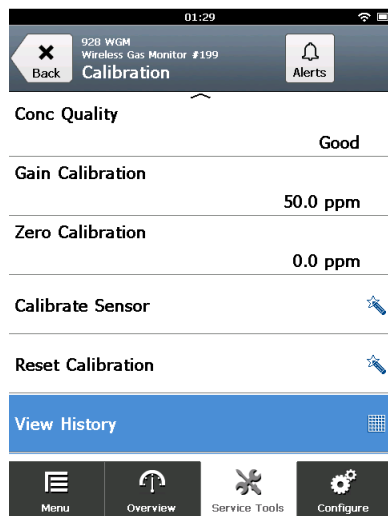 01:29
928 WGM
Wireless Gas Monitor #199
Back
Calibration
Alerts
Conc Quality
Good
Gain Calibration
50.0 ppm
Zero Calibration
0.0 ppm
Calibrate Sensor
Reset Calibration
View History
Menu
Overview
Service Tools
Configure